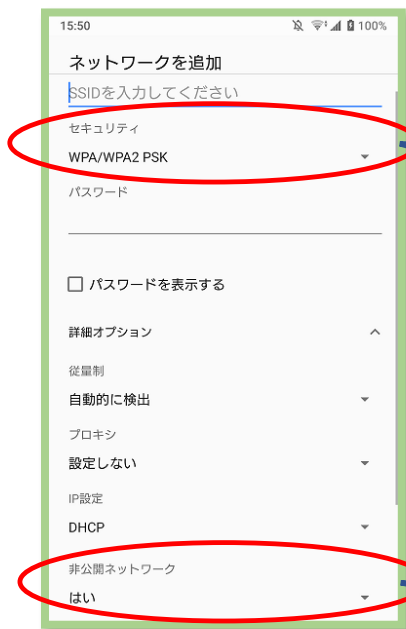 15:50 100%
ネットワークを追加
SSIDを入力してください
セキュリティ
WPA/WPA2 PSK
パスワード
パスワードを表示する
詳細オプション
従量制
自動的に検出
プロキシ
設定しない
IP設定
DHCP
非公開ネットワーク
はい